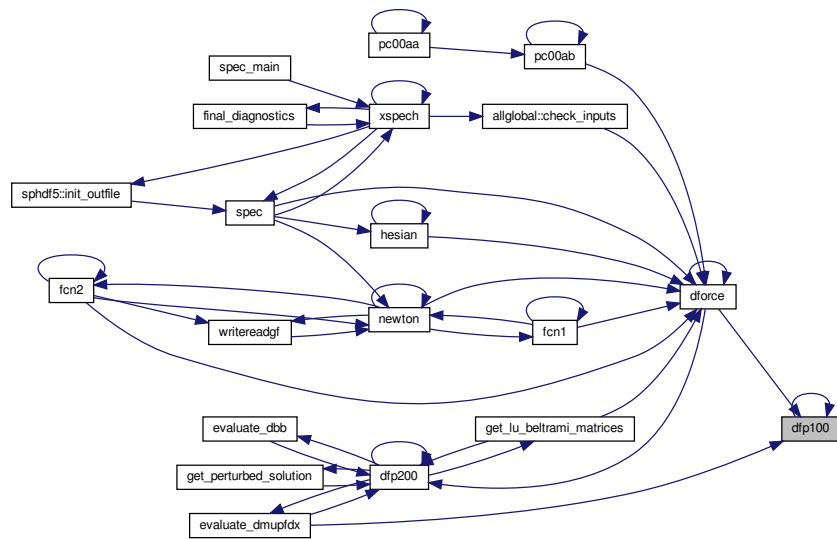 pc00aa
pc00ab
spec_main
final_diagnostics
xspech
allglobal::check_inputs
sphdf5::init_outfile
spec
hesian
fcn2
dforce
newton
writereadgf
fcn1
evaluate_dbb
get_lu_beltrami_matrices
dfp100
get_perturbed_solution
dfp200
evaluate_dmupfdx